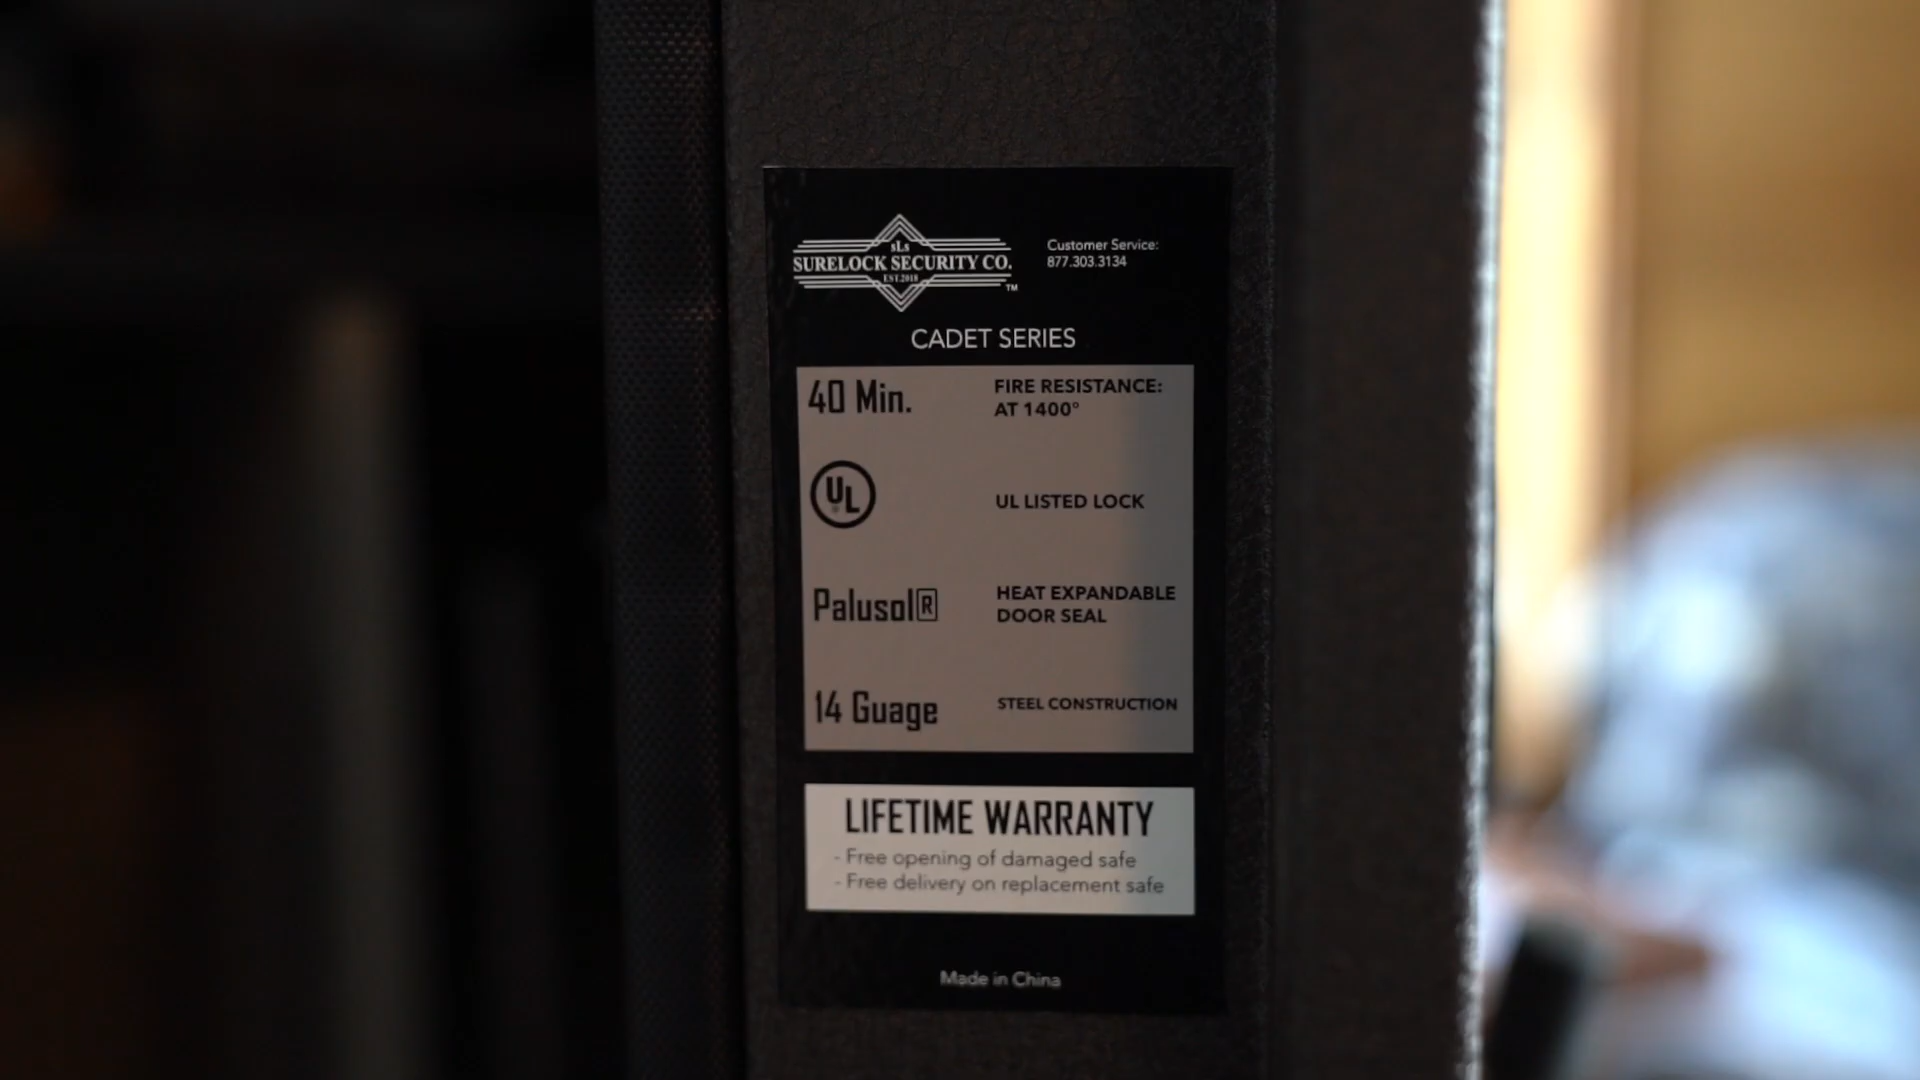 sLs
SURELOCK SECURITY CO.
EST.2018
TM
Customer Service:
877.303.3134
CADET SERIES
40 Min.
FIRE RESISTANCE:
AT 1400°
UL
UL LISTED LOCK
Palusol®
HEAT EXPANDABLE
DOOR SEAL
14 Guage
STEEL CONSTRUCTION
LIFETIME WARRANTY
- Free opening of damaged safe
- Free delivery on replacement safe
Made in China